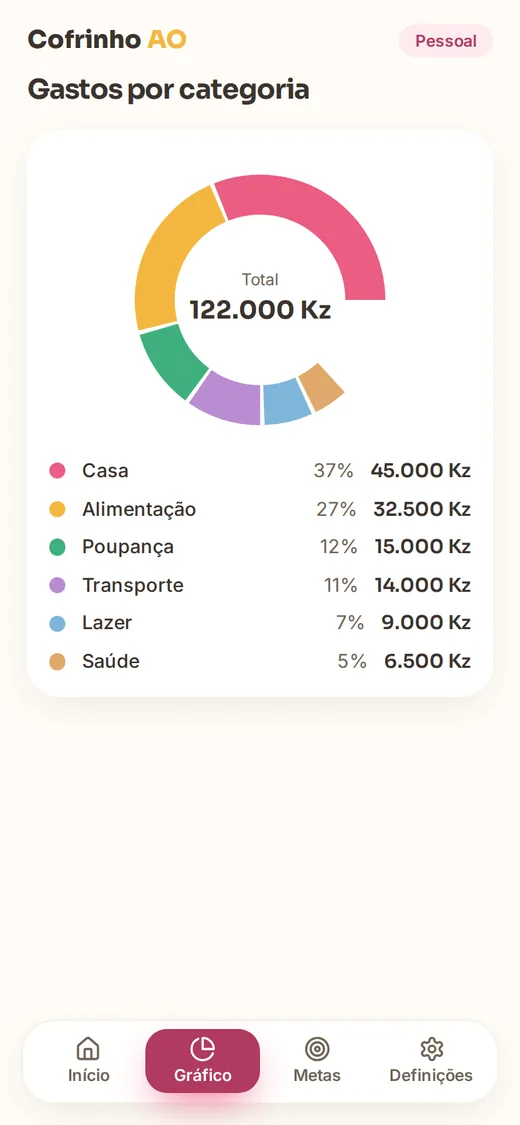 Cofrinho AO
Pessoal
Gastos por categoria
Total
122.000 Kz
Casa 37% 45.000 Kz
Alimentação 27% 32.500 Kz
Poupança 12% 15.000 Kz
Transporte 11% 14.000 Kz
Lazer 7% 9.000 Kz
Saúde 5% 6.500 Kz
Início
Gráfico
Metas
Definições